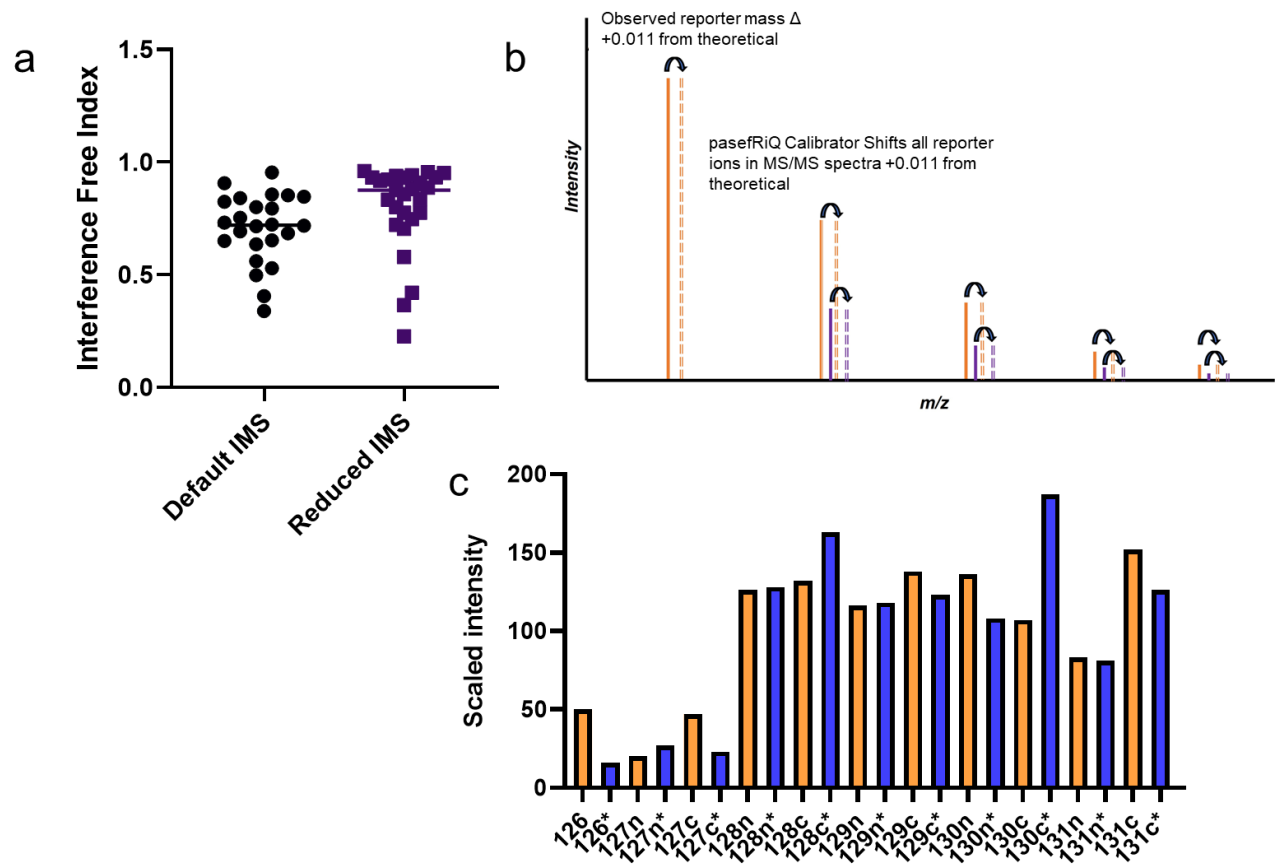 a
Interference Free Index
1.5
1.0
0.5
0.0
Default IMS
Reduced IMS
b
Observed reporter mass Δ
+0.011 from theoretical
pasefRiQ Calibrator Shifts all reporter
ions in MS/MS spectra +0.011 from
theoretical
Intensity
m/z
c
Scaled intensity
200
150
100
50
0
126
126*
127n
127n*
127c
127c*
128n
128n*
128c
128c*
129n
129n*
129c
129c*
130n
130n*
130c
130c*
131n
131n*
131c
131c*